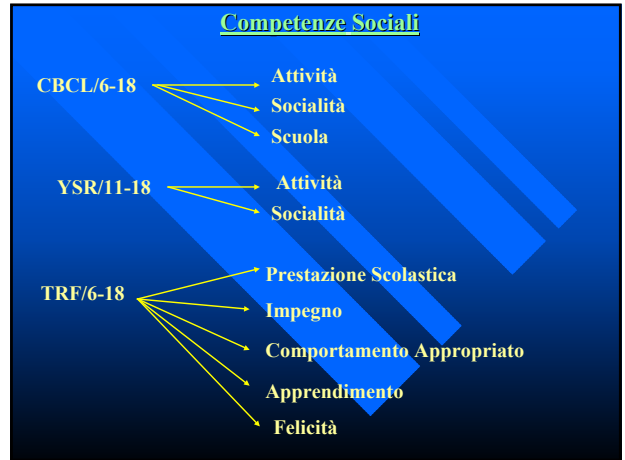 Competenze Sociali
CBCL/6-18
Attività
Socialità
Scuola
YSR/11-18
Attività
Socialità
TRF/6-18
Prestazione Scolastica
Impegno
Comportamento Appropriato
Apprendimento
Felicità